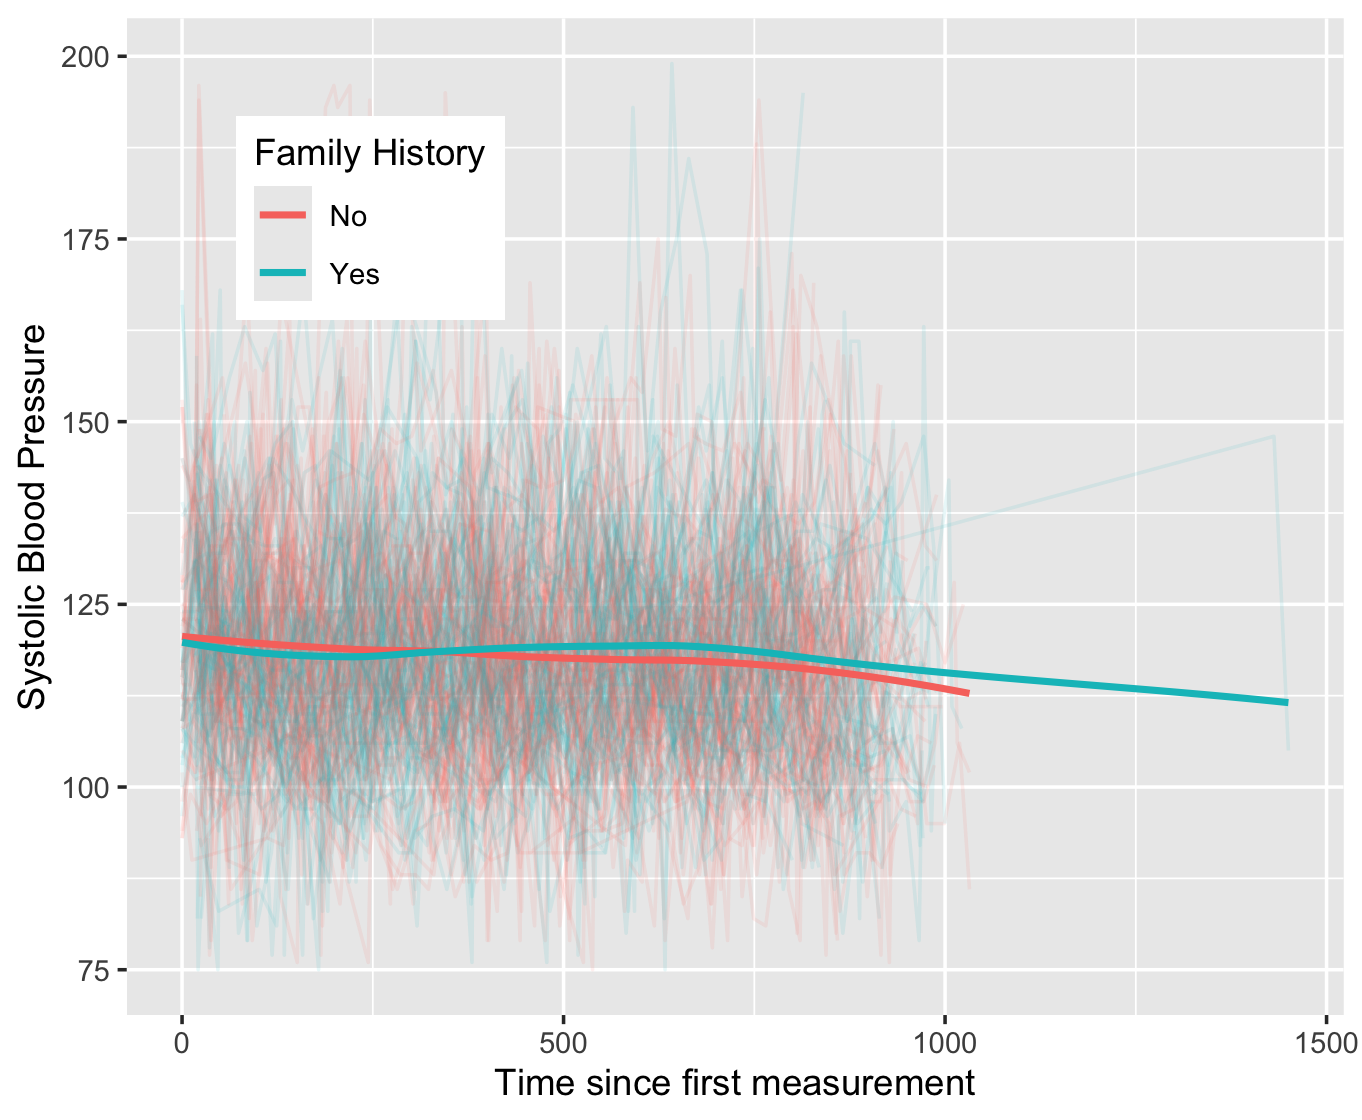 200
175
150
125
100
75
Systolic Blood Pressure
Family History
No
Yes
0 500 1000 1500
Time since first measurement